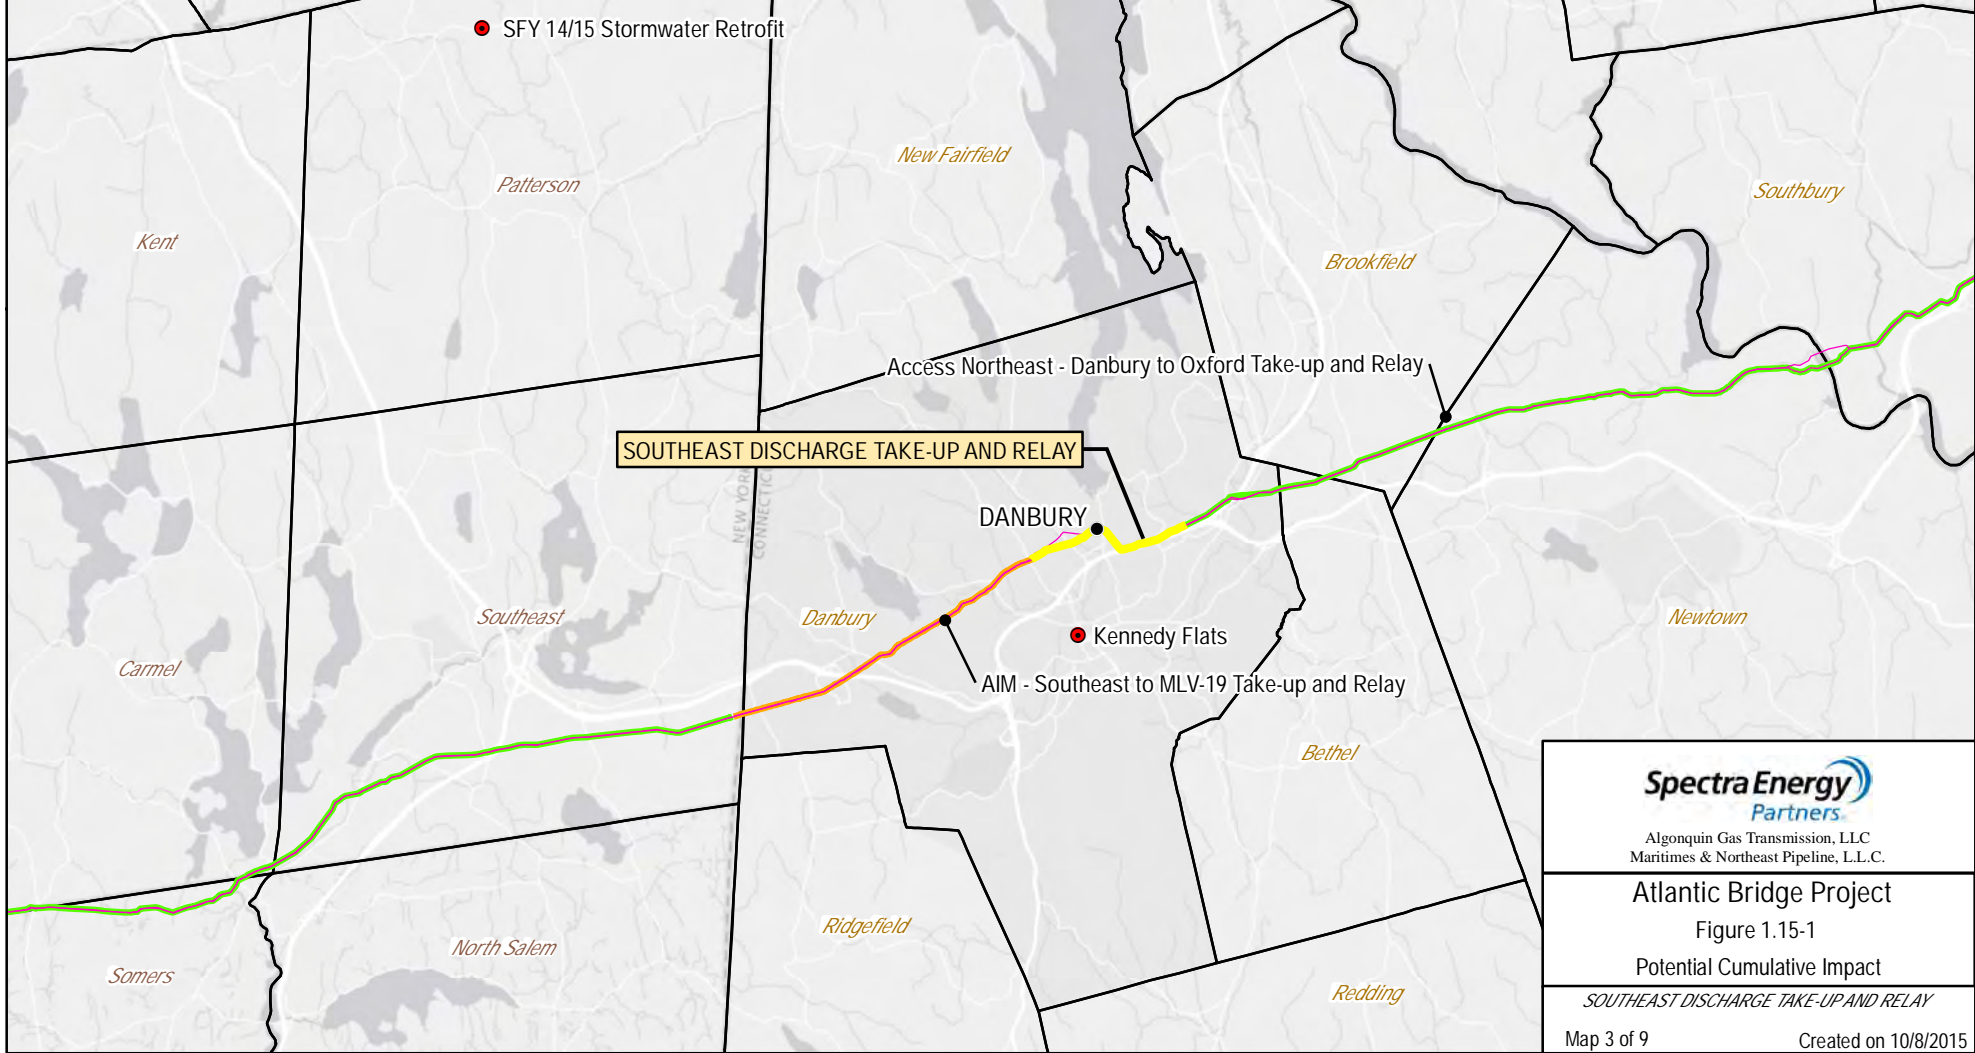 SFY 14/15 Stormwater Retrofit
New Fairfield
Patterson
Southbury
Kent
Brookfield
Access Northeast - Danbury to Oxford Take-up and Relay
SOUTHEAST DISCHARGE TAKE-UP AND RELAY
NEW YORK
CONNECTICUT
DANBURY
Southeast
Danbury
Newtown
Kennedy Flats
Carmel
AIM - Southeast to MLV-19 Take-up and Relay
Bethel
Ridgefield
North Salem
Somers
Redding
Spectra Energy
Partners
Algonquin Gas Transmission, LLC
Maritimes & Northeast Pipeline, L.L.C.
Atlantic Bridge Project
Figure 1.15-1
Potential Cumulative Impact
SOUTHEAST DISCHARGE TAKE-UP AND RELAY
Map 3 of 9
Created on 10/8/2015